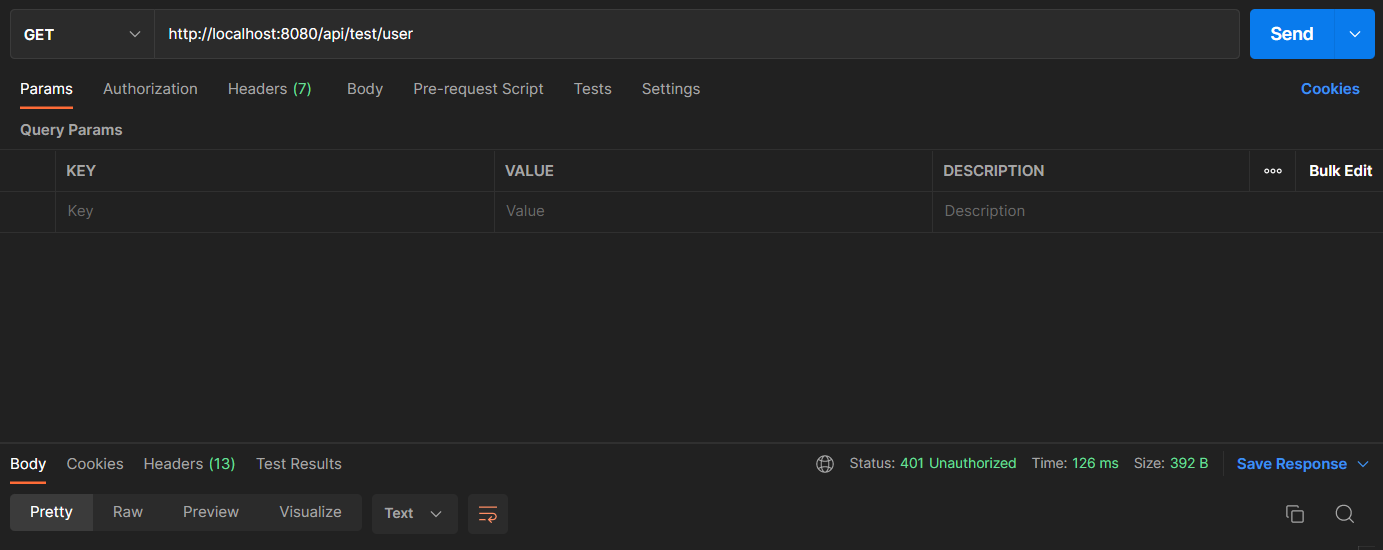 GET http://localhost:8080/api/test/user Send
Params Authorization Headers (7) Body Pre-request Script Tests Settings Cookies
Query Params
KEY VALUE DESCRIPTION Bulk Edit
Key Value Description
Body Cookies Headers (13) Test Results Status: 401 Unauthorized Time: 126 ms Size: 392 B Save Response
Pretty Raw Preview Visualize Text